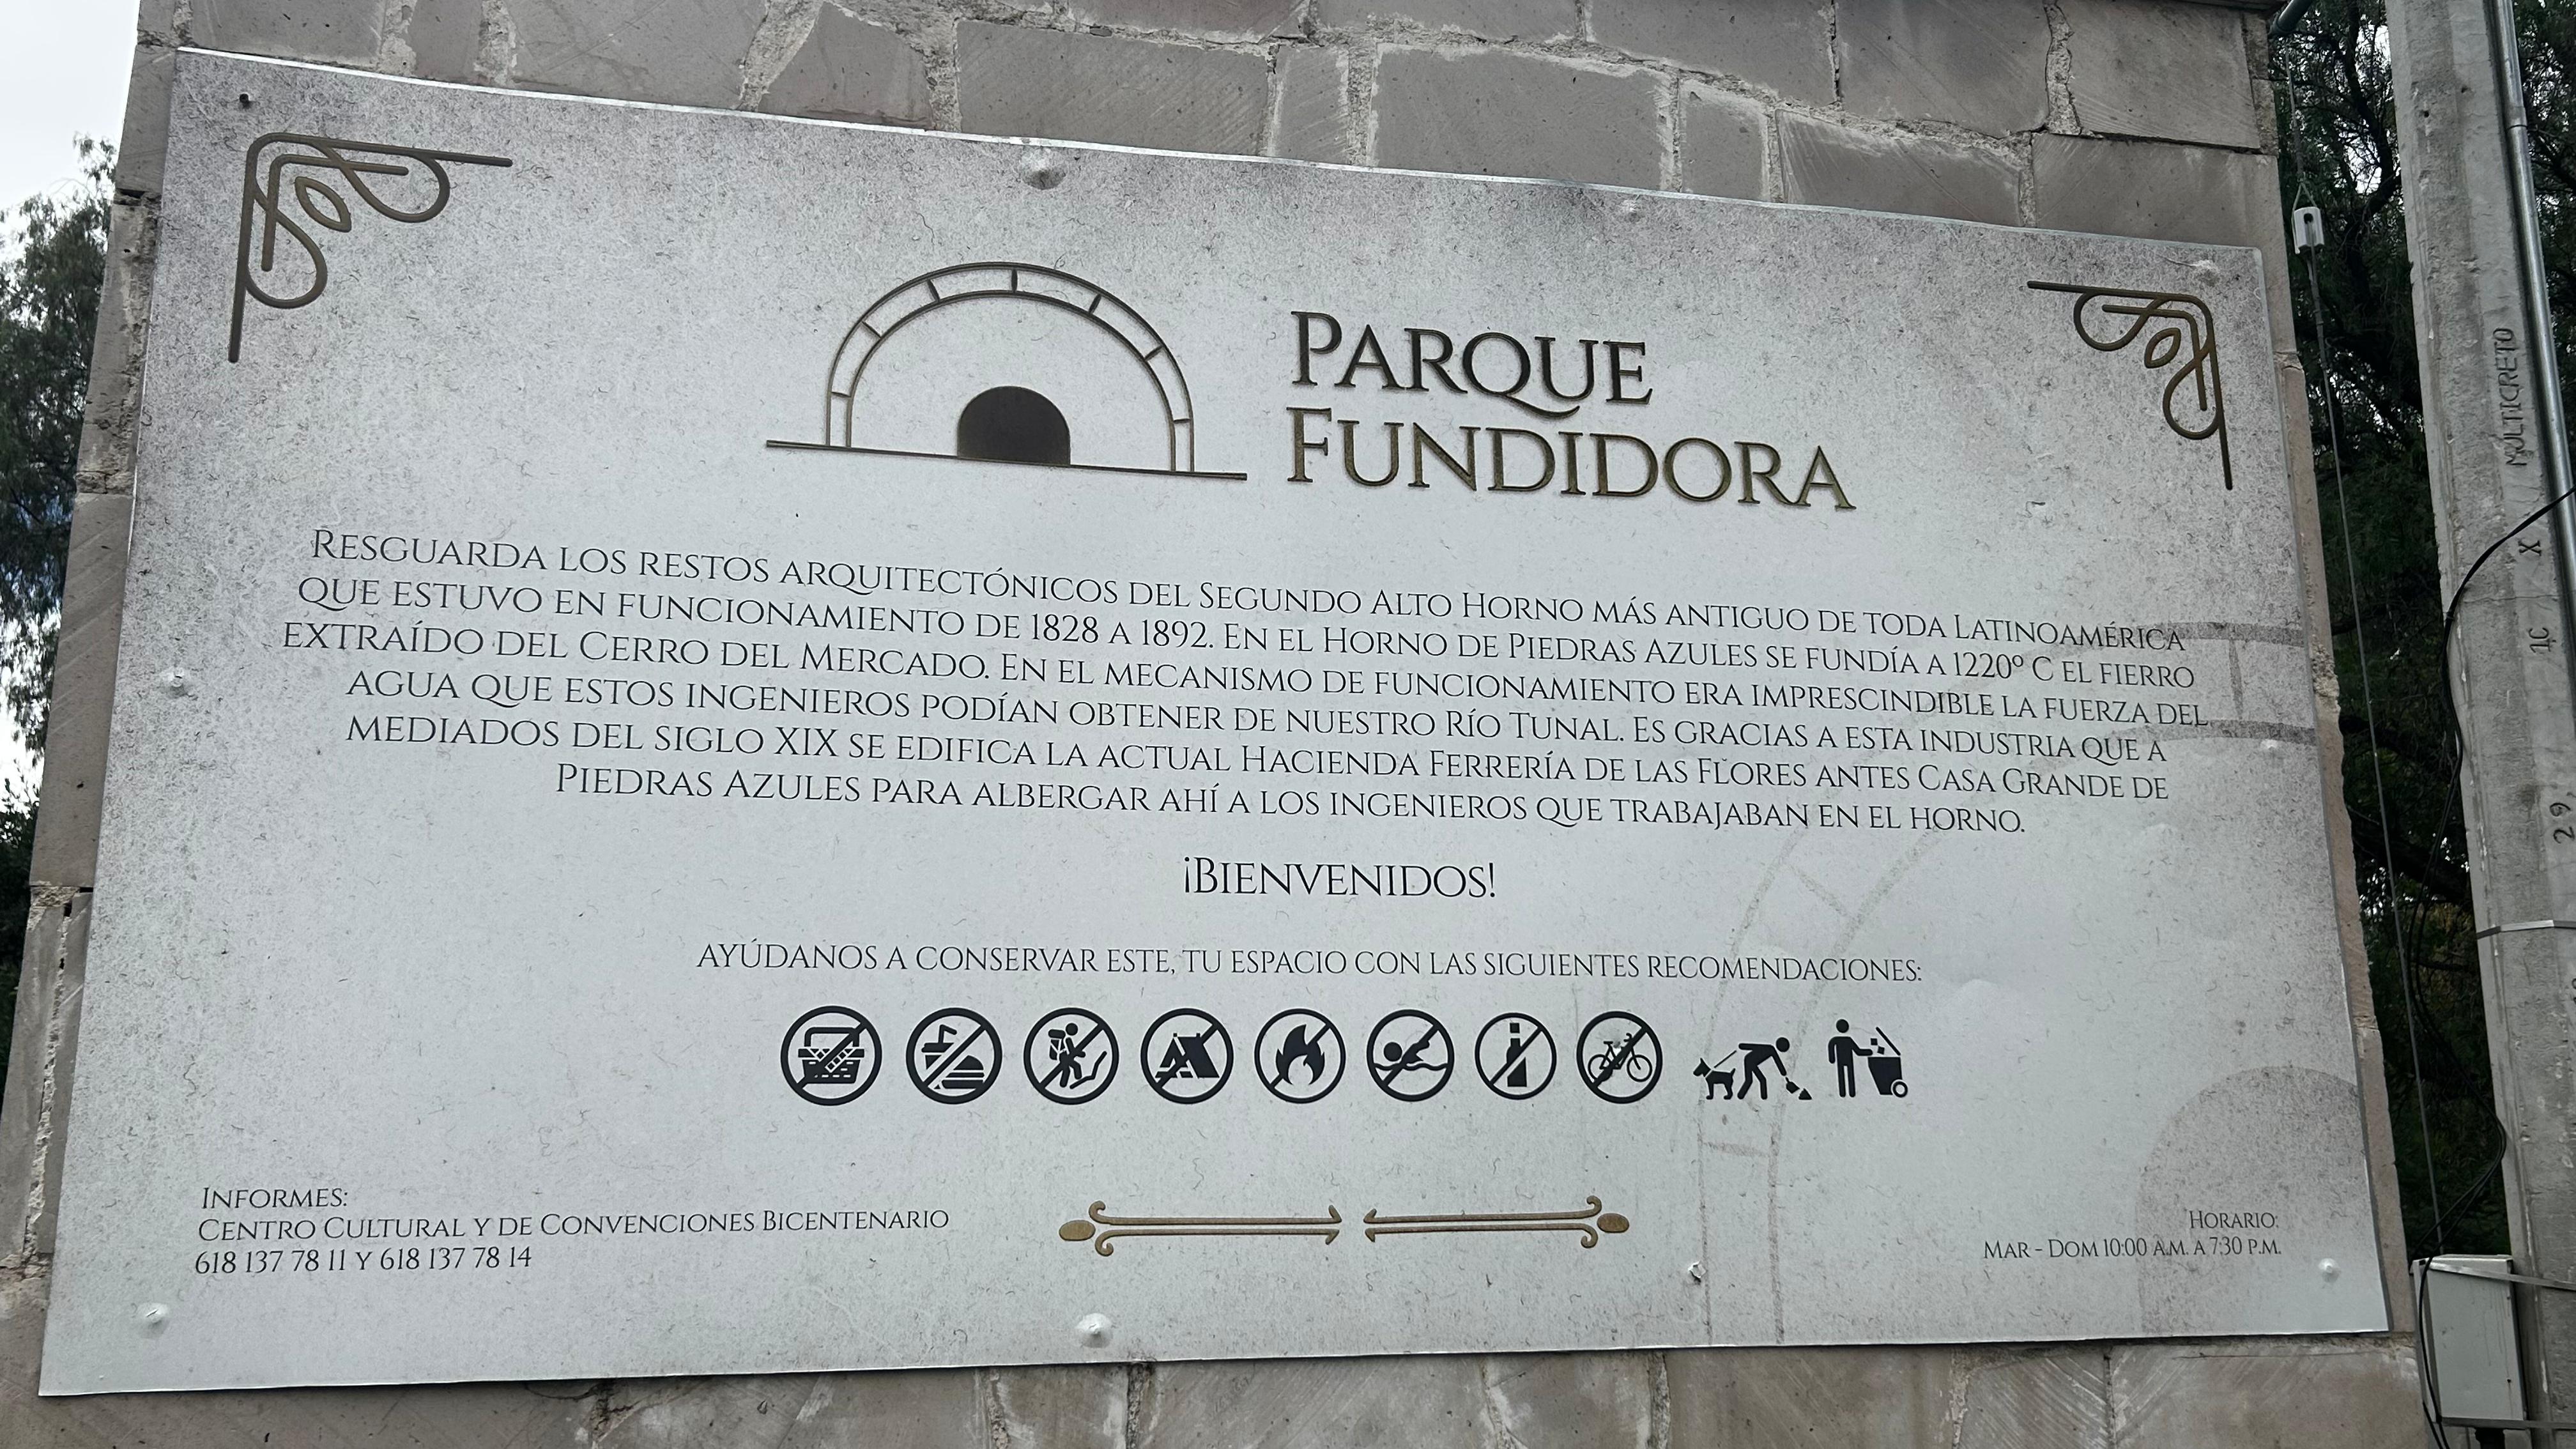 PARQUE
FUNDIDORA
RESGUARDA LOS RESTOS ARQUITECTÓNICOS DEL SEGUNDO ALTO HORNO MÁS ANTIGUO DE TODA LATINOAMÉRICA
QUE ESTUVO EN FUNCIONAMIENTO DE 1828 A 1892. EN EL HORNO DE PIEDRAS AZULES SE FUNDÍA A 1220º C EL FIERRO
EXTRAÍDO DEL CERRO DEL MERCADO. EN EL MECANISMO DE FUNCIONAMIENTO ERA IMPRESCINDIBLE LA FUERZA DEL
AGUA QUE ESTOS INGENIEROS PODÍAN OBTENER DE NUESTRO RÍO TUNAL. ES GRACIAS A ESTA INDUSTRIA QUE A
MEDIADOS DEL SIGLO XIX SE EDIFICA LA ACTUAL HACIENDA FERRERÍA DE LAS FLORES ANTES CASA GRANDE DE
PIEDRAS AZULES PARA ALBERGAR AHÍ A LOS INGENIEROS QUE TRABAJABAN EN EL HORNO.
¡BIENVENIDOS!
AYÚDANOS A CONSERVAR ESTE, TU ESPACIO CON LAS SIGUIENTES RECOMENDACIONES:
INFORMES:
CENTRO CULTURAL Y DE CONVENCIONES BICENTENARIO
618 137 78 11 Y 618 137 78 14
HORARIO:
MAR - DOM 10:00 A.M. A 7:30 P.M.
MULTICRETO